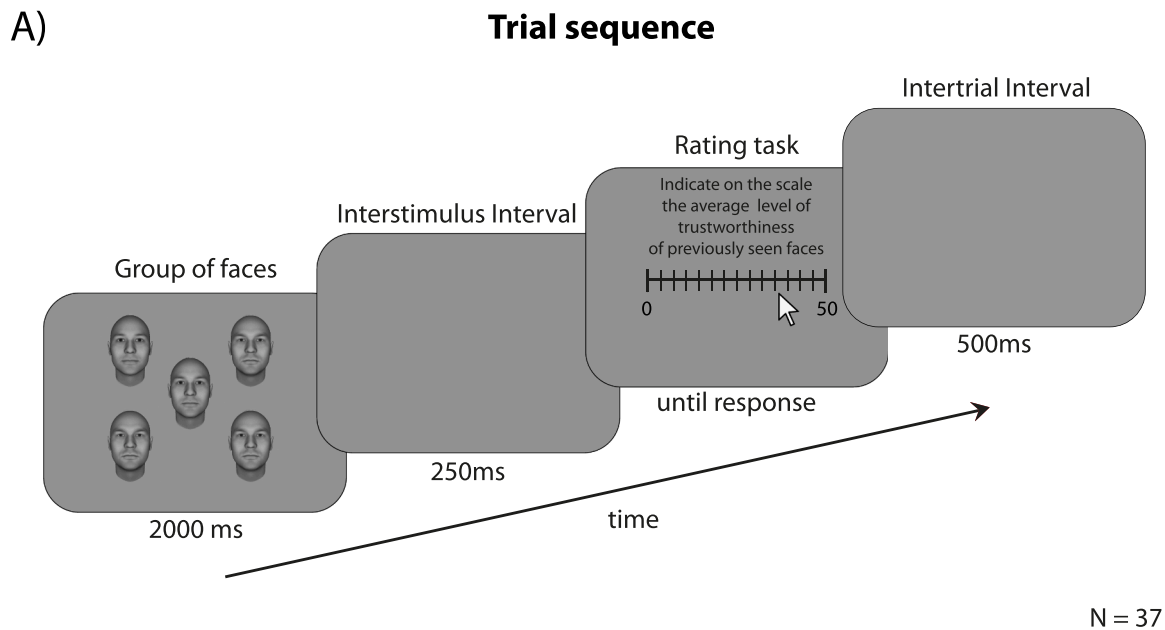 A)
Trial sequence
Intertrial Interval
Rating task
Indicate on the scale
the average level of
trustworthiness
of previously seen faces
0
50
Interstimulus Interval
Group of faces
500ms
until response
250ms
2000 ms
time
N = 37